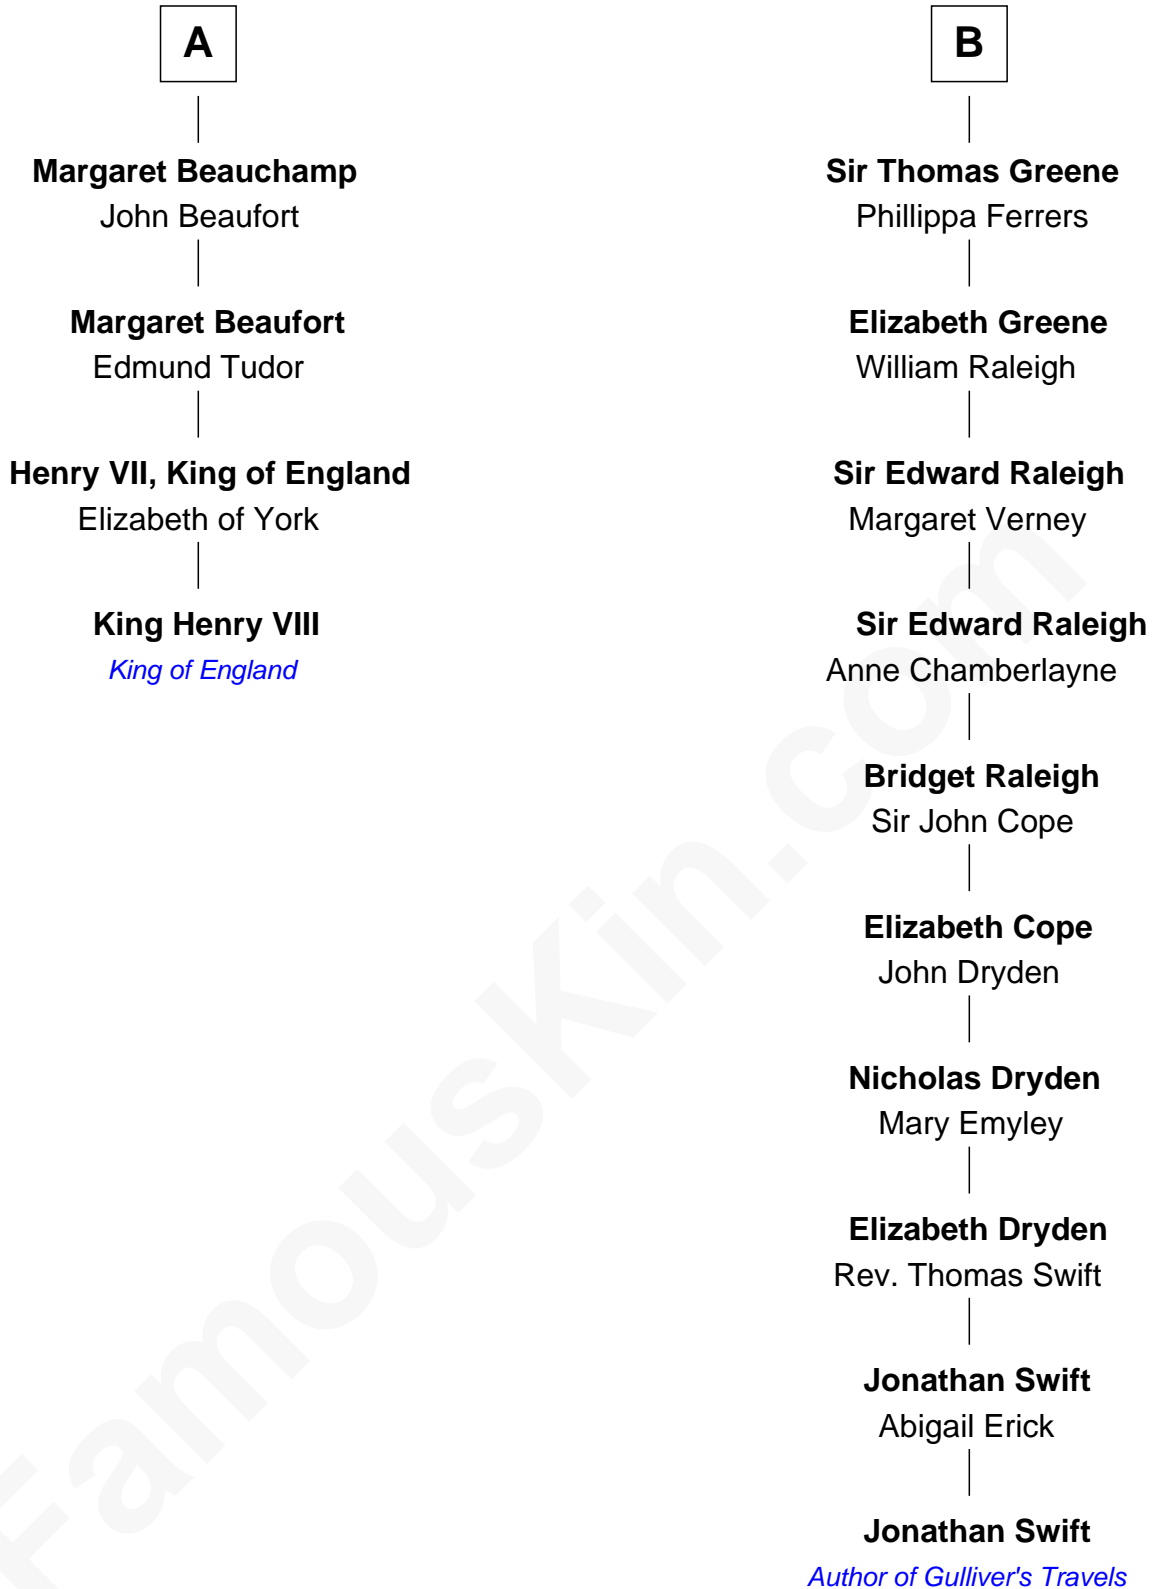 A
Margaret Beauchamp
John Beaufort
Margaret Beaufort
Edmund Tudor
Henry VII, King of England
Elizabeth of York
King Henry VIII
King of England
B
Sir Thomas Greene
Phillippa Ferrers
Elizabeth Greene
William Raleigh
Sir Edward Raleigh
Margaret Verney
Sir Edward Raleigh
Anne Chamberlayne
Bridget Raleigh
Sir John Cope
Elizabeth Cope
John Dryden
Nicholas Dryden
Mary Emyley
Elizabeth Dryden
Rev. Thomas Swift
Jonathan Swift
Abigail Erick
Jonathan Swift
Author of Gulliver's Travels
FamousKin.com